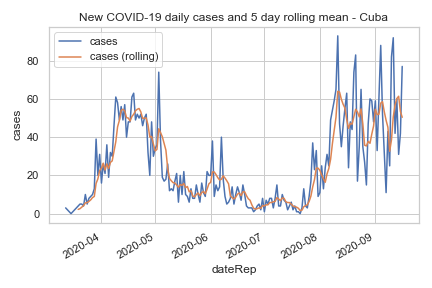 New COVID-19 daily cases and 5 day rolling mean - Cuba
cases
cases (rolling)
cases
80
60
40
20
0
2020-04
2020-05
2020-06
2020-07
2020-08
2020-09
dateRep